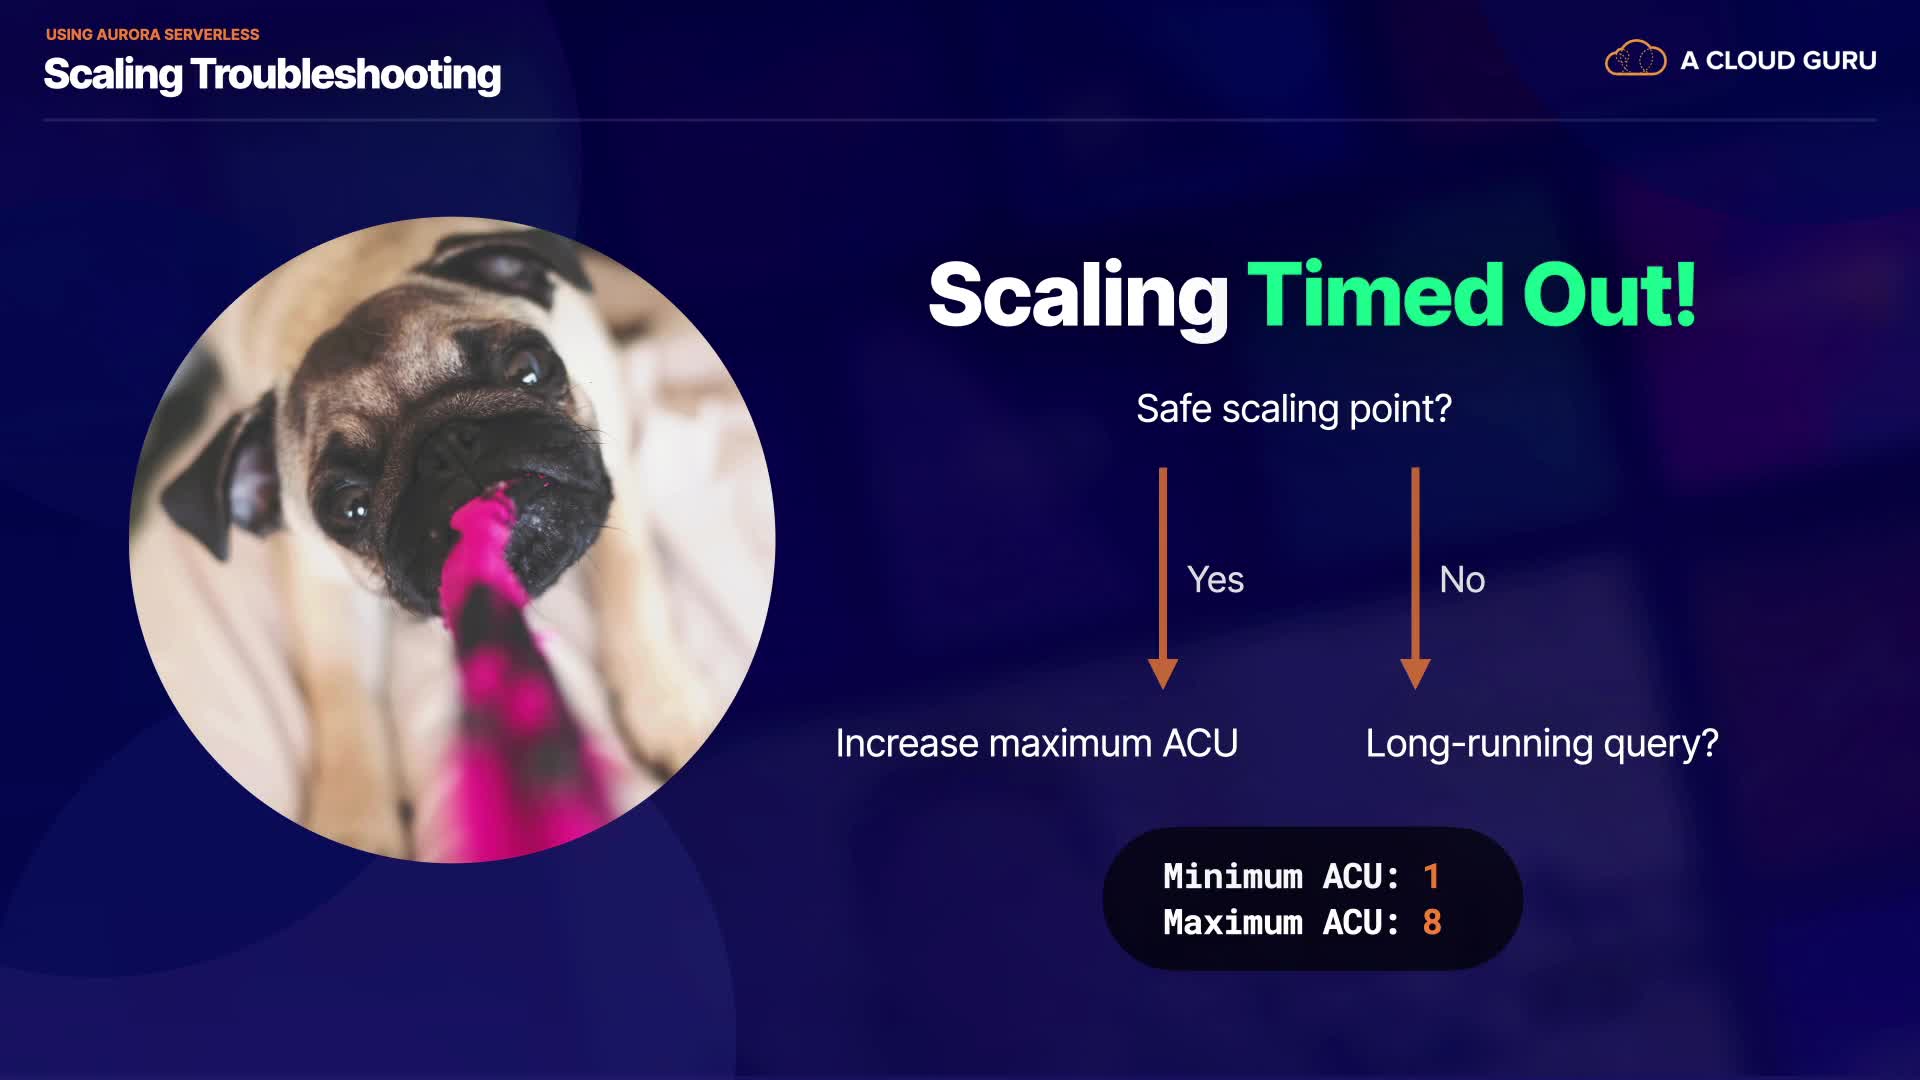 USING AURORA SERVERLESS
Scaling Troubleshooting
A CLOUD GURU
Scaling Timed Out!
Safe scaling point?
Yes
No
Increase maximum ACU
Long-running query?
Minimum ACU: 1
Maximum ACU: 8